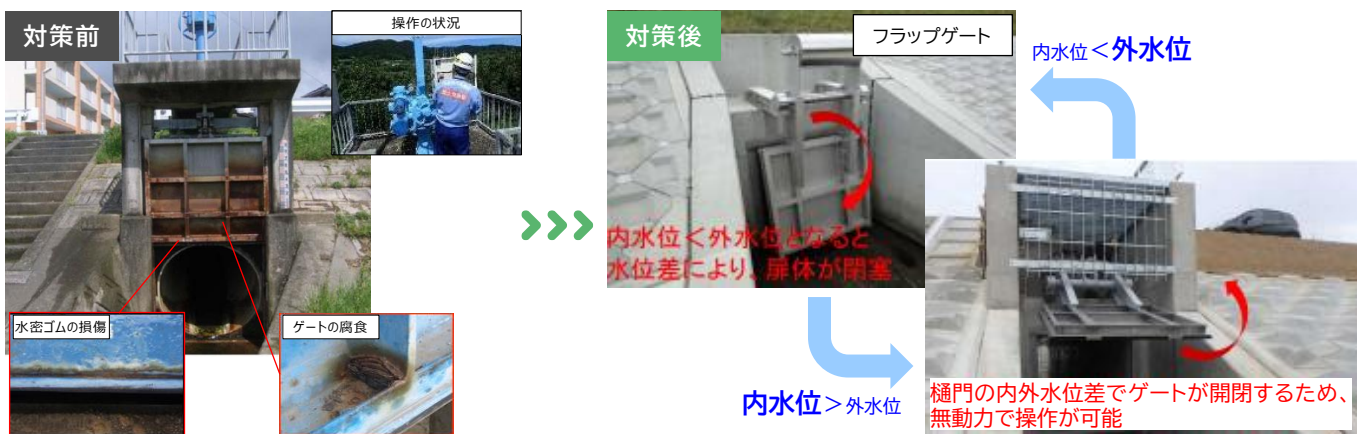 対策前
操作の状況
水密ゴムの損傷
ゲートの腐食
対策後
フラップゲート
内水位<外水位
内水位<外水位となると
水位差により、扉体が閉塞
内水位>外水位
樋門の内外水位差でゲートが開閉するため、
無動力で操作が可能